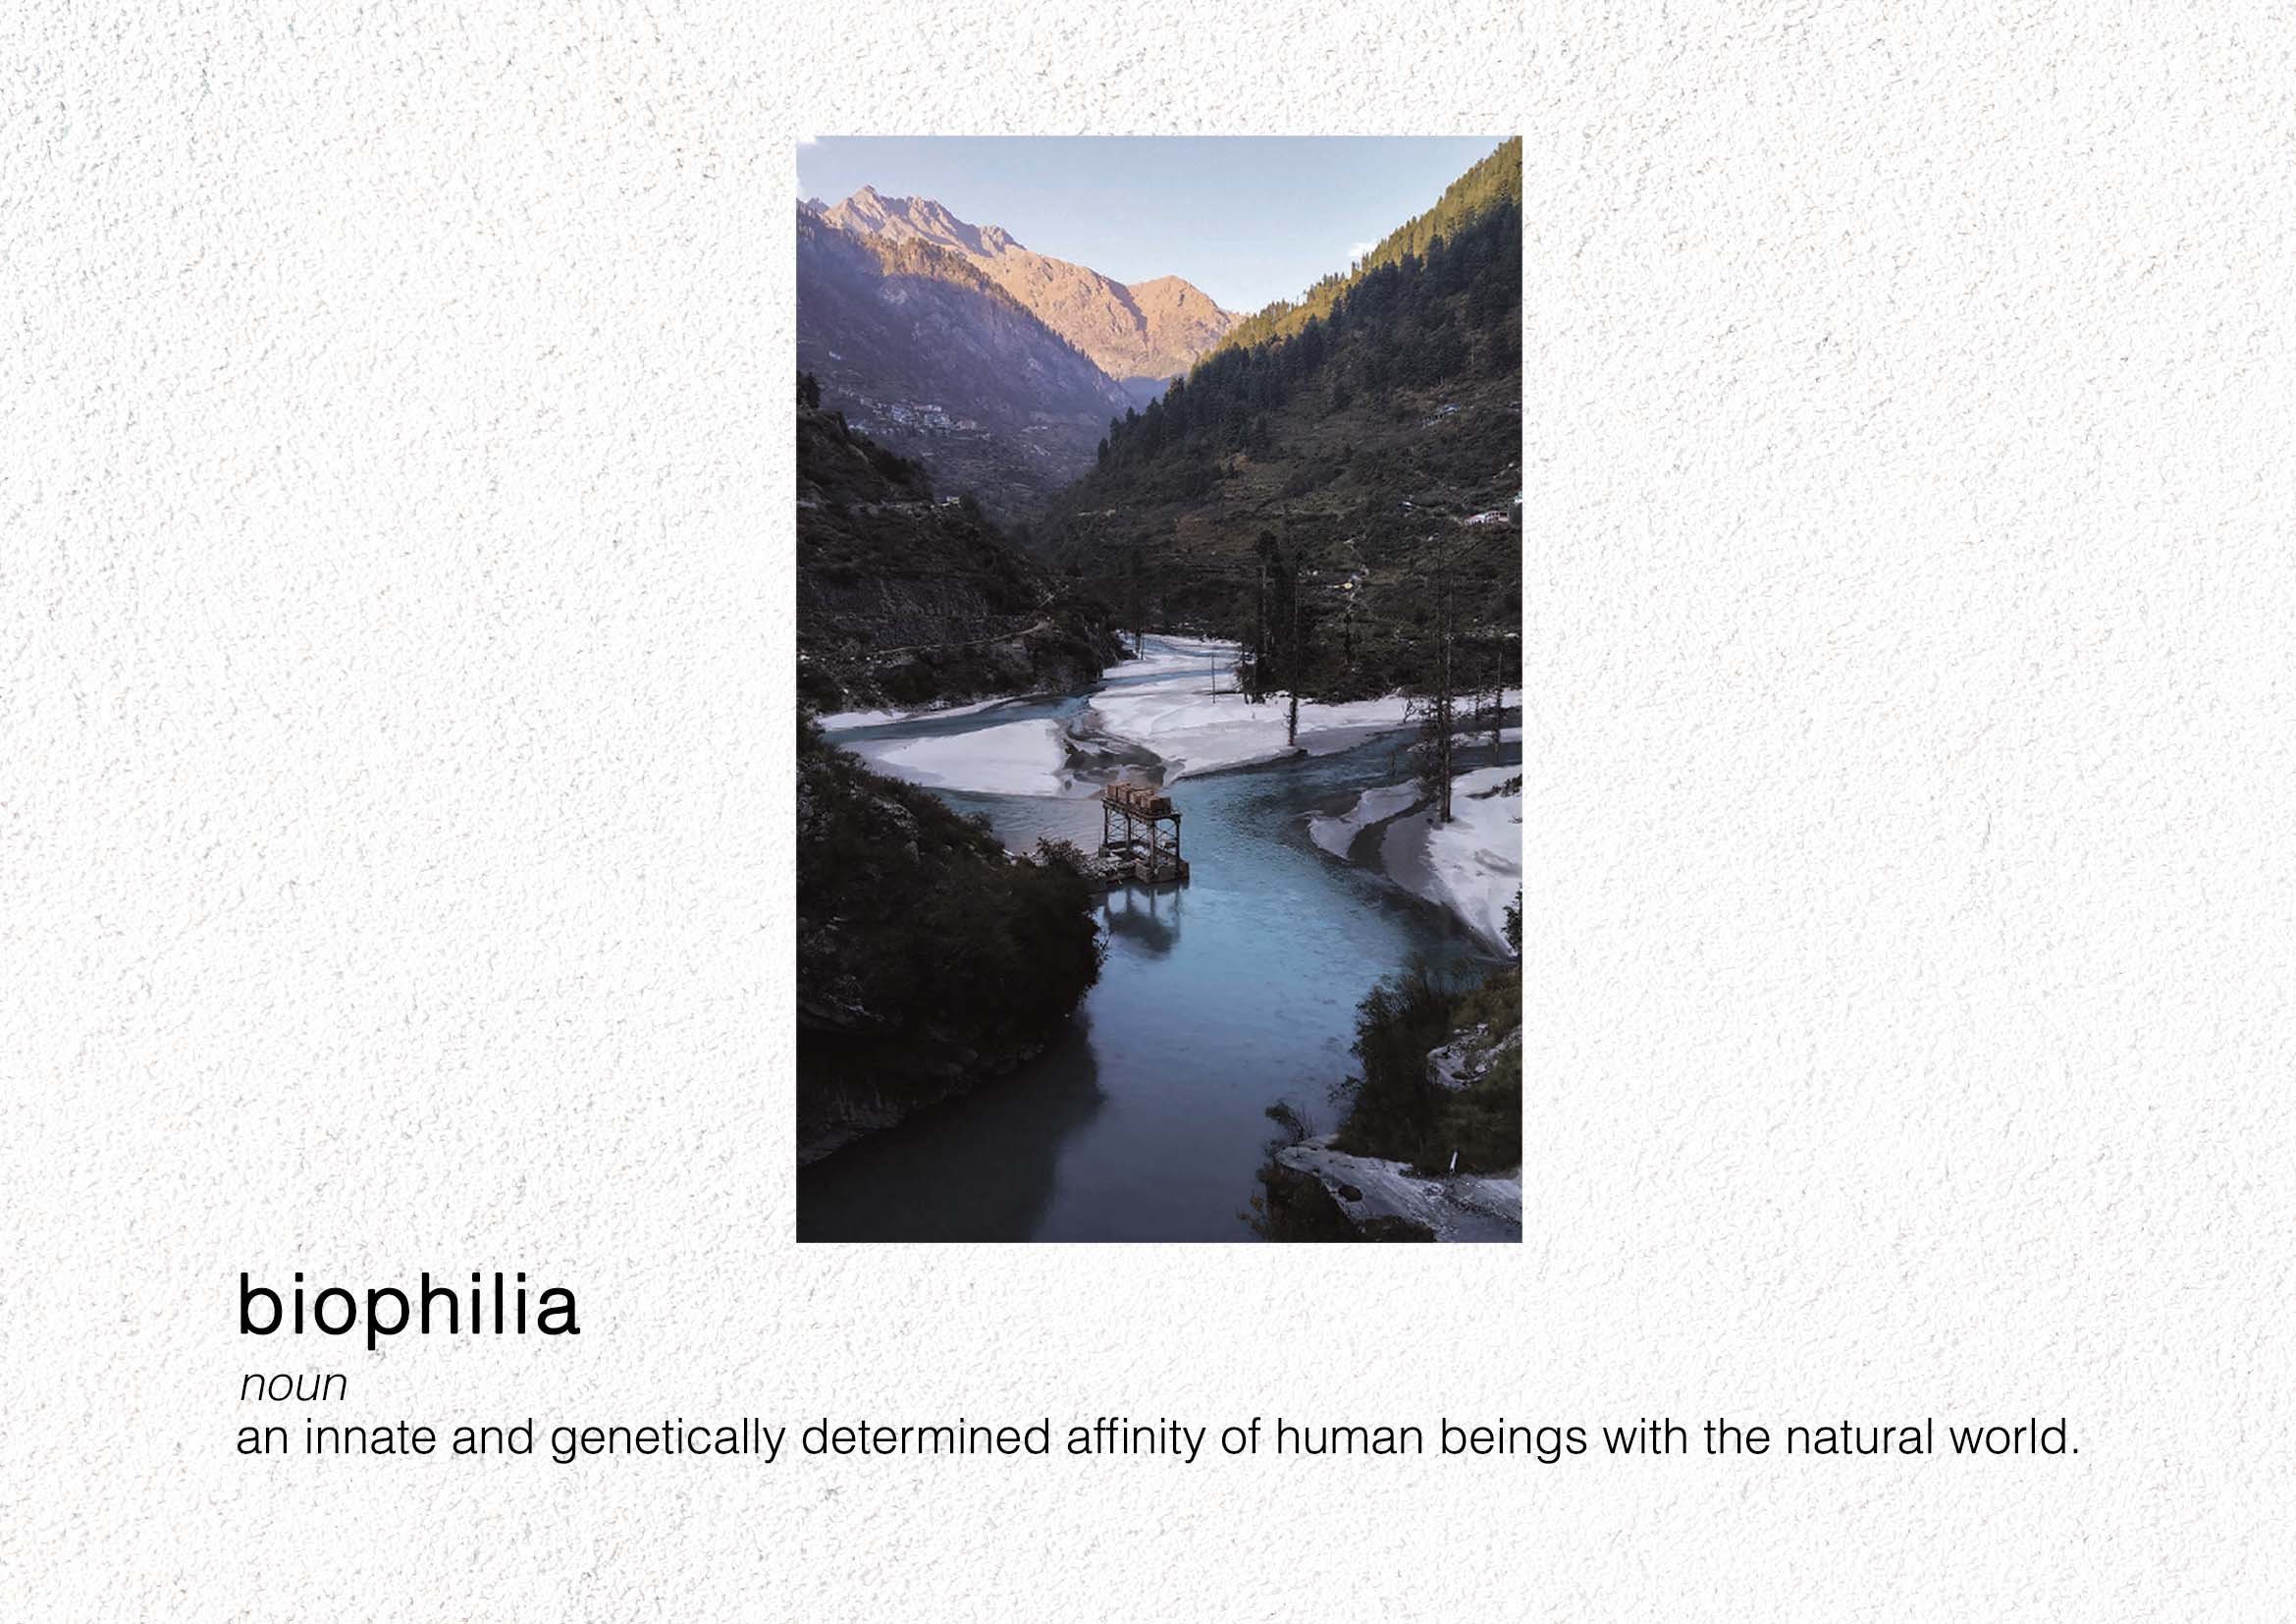 biophilia
noun
an innate and genetically determined affinity of human beings with the natural world.